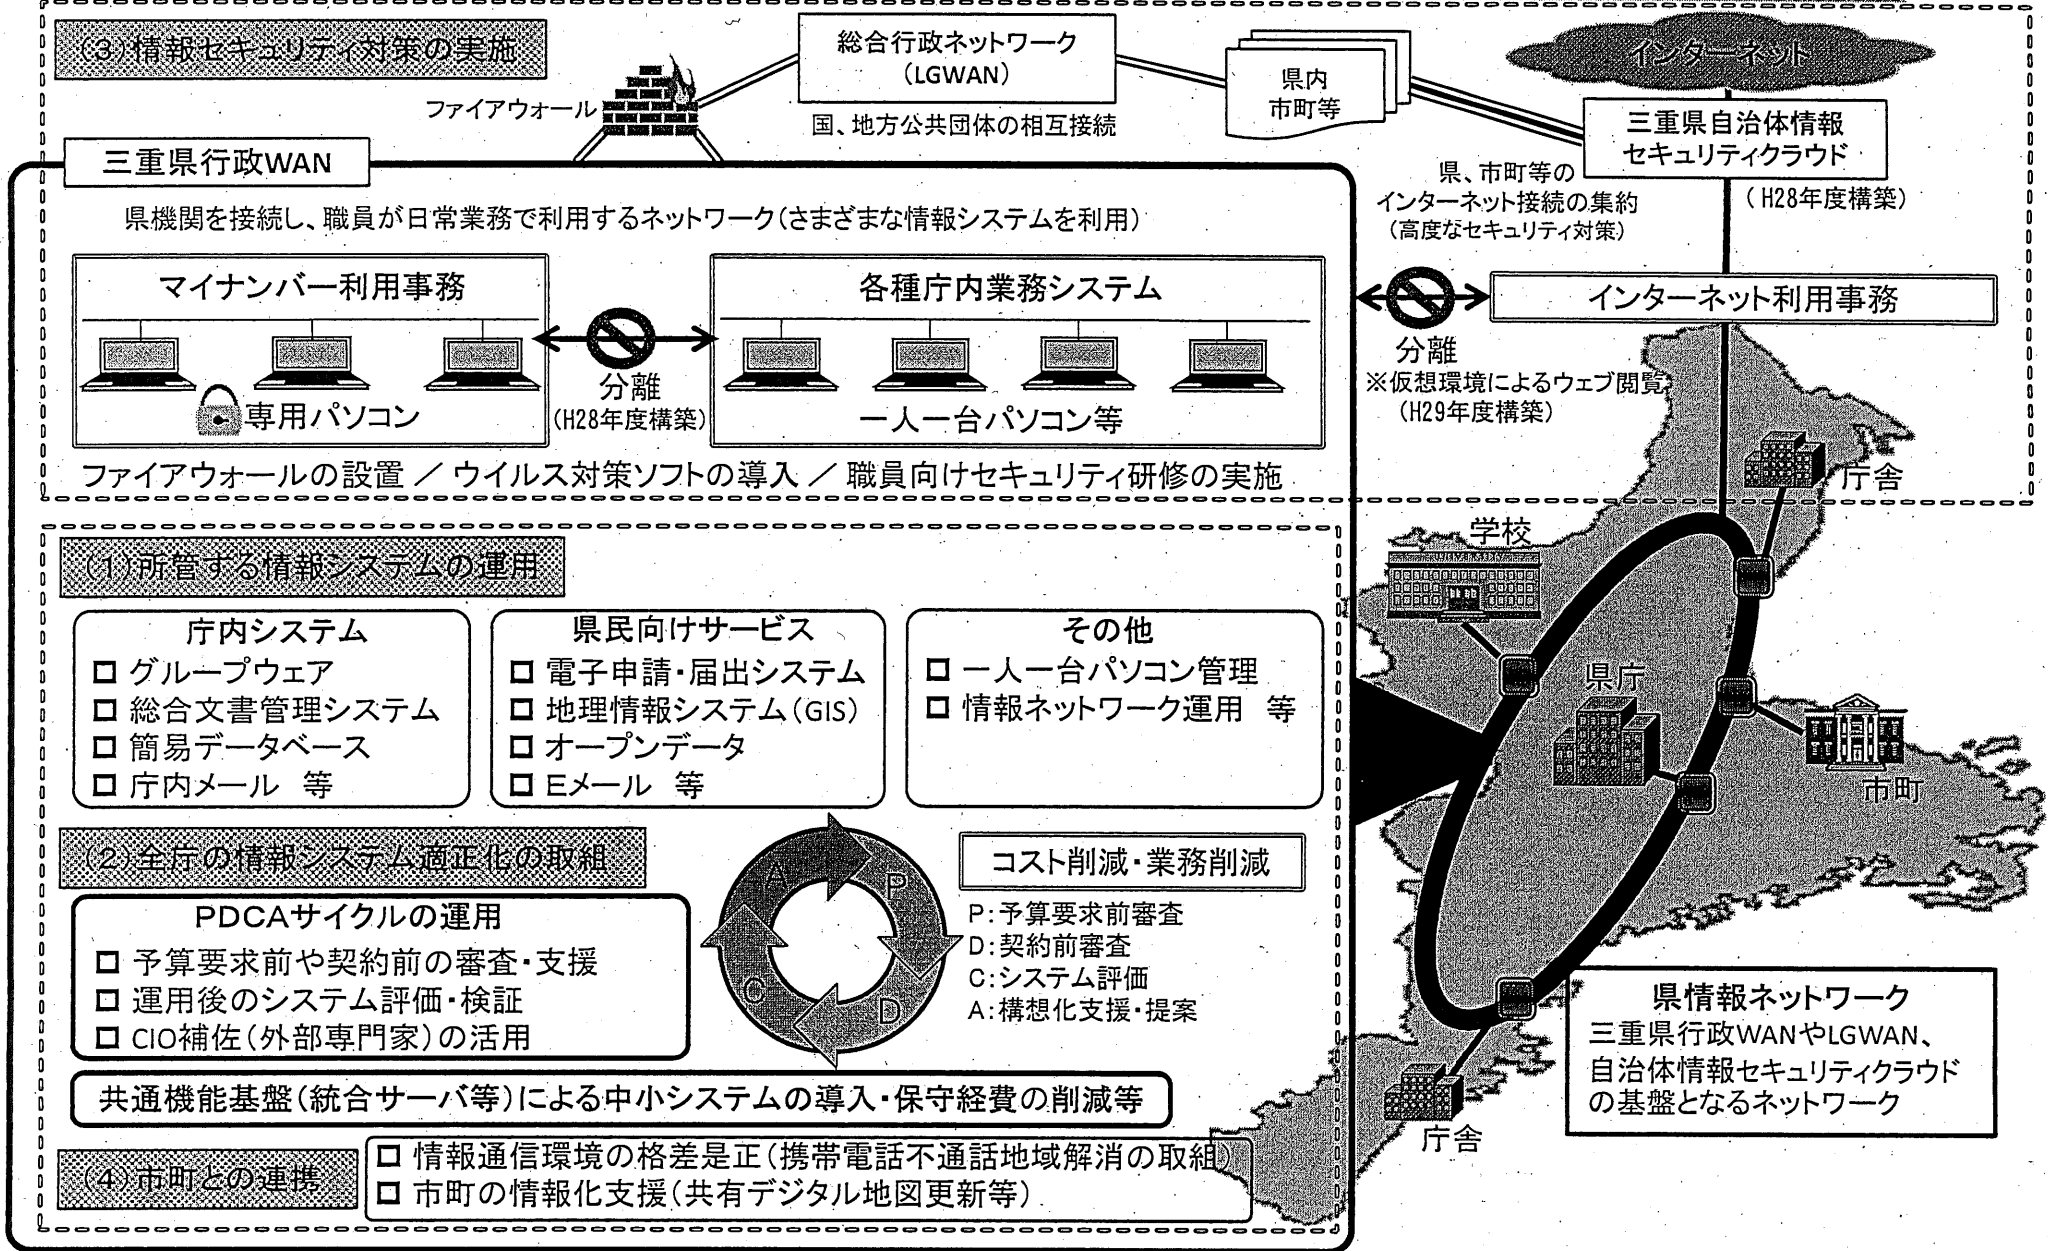 (3)情報セキュリティ対策の実施
ファイアウォール
総合行政ネットワーク
(LGWAN)
国、地方公共団体の相互接続
県内
市町等
インターネット
三重県自治体情報
セキュリティクラウド
(H28年度構築)
県、市町等の
インターネット接続の集約
(高度なセキュリティ対策)
三重県行政WAN
県機関を接続し、職員が日常業務で利用するネットワーク(さまざまな情報システムを利用)
マイナンバー利用事務
専用パソコン
分離
(H28年度構築)
各種庁内業務システム
一人一台パソコン等
インターネット利用事務
分離
※仮想環境によるウェブ閲覧
(H29年度構築)
ファイアウォールの設置 / ウイルス対策ソフトの導入 / 職員向けセキュリティ研修の実施
(1)所管する情報システムの運用
庁内システム
□ グループウェア
□ 総合文書管理システム
□ 簡易データベース
□ 庁内メール 等
県民向けサービス
□ 電子申請・届出システム
□ 地理情報システム(GIS)
□ オープンデータ
□ Eメール 等
その他
□ 一人一台パソコン管理
□ 情報ネットワーク運用 等
(2)全庁の情報システム適正化の取組
PDCAサイクルの運用
□ 予算要求前や契約前の審査・支援
□ 運用後のシステム評価・検証
□ CIO補佐(外部専門家)の活用
A
P
C
D
コスト削減・業務削減
P:予算要求前審査
D:契約前審査
C:システム評価
A:構想化支援・提案
共通機能基盤(統合サーバ等)による中小システムの導入・保守経費の削減等
(4)市町との連携
□ 情報通信環境の格差是正(携帯電話不通話地域解消の取組)
□ 市町の情報化支援(共有デジタル地図更新等)
庁舎
学校
県庁
市町
庁舎
県情報ネットワーク
三重県行政WANやLGWAN、
自治体情報セキュリティクラウド
の基盤となるネットワーク